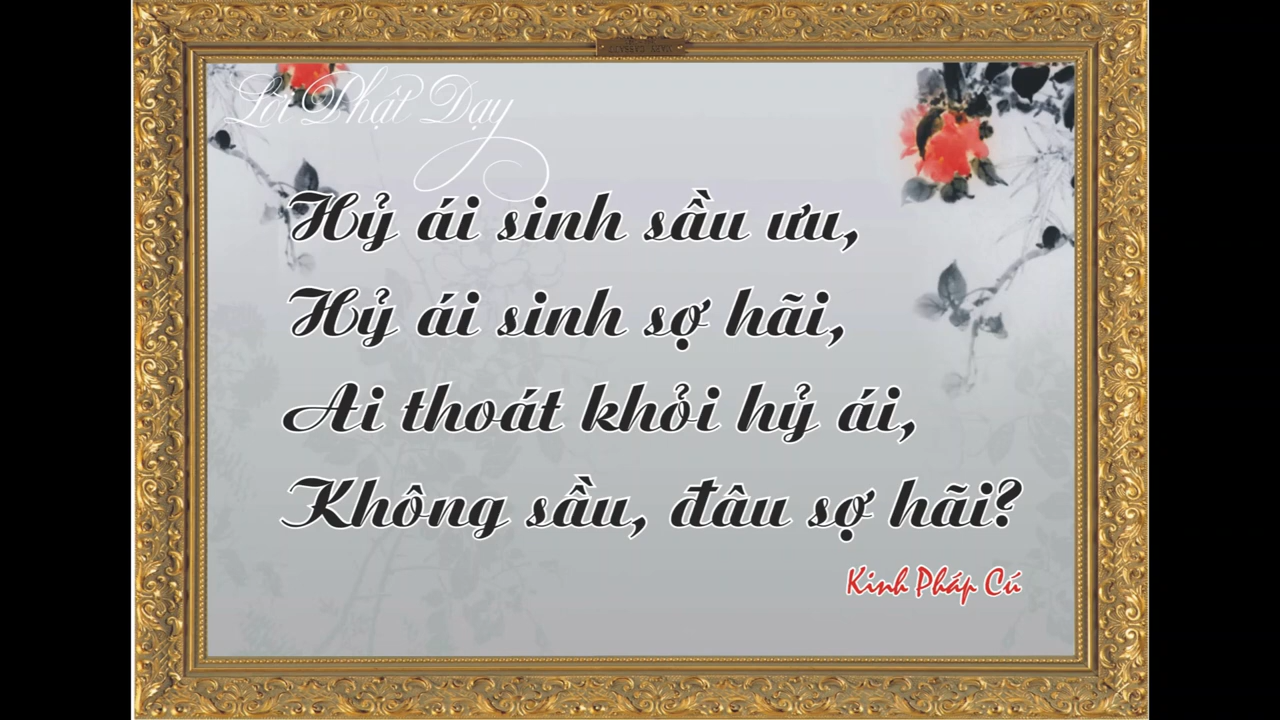 Lời Phật Dạy
Hỷ ái sinh sầu ưu,
Hỷ ái sinh sợ hãi,
Ai thoát khỏi hỷ ái,
Không sầu, đâu sợ hãi?
Kinh Pháp Cú